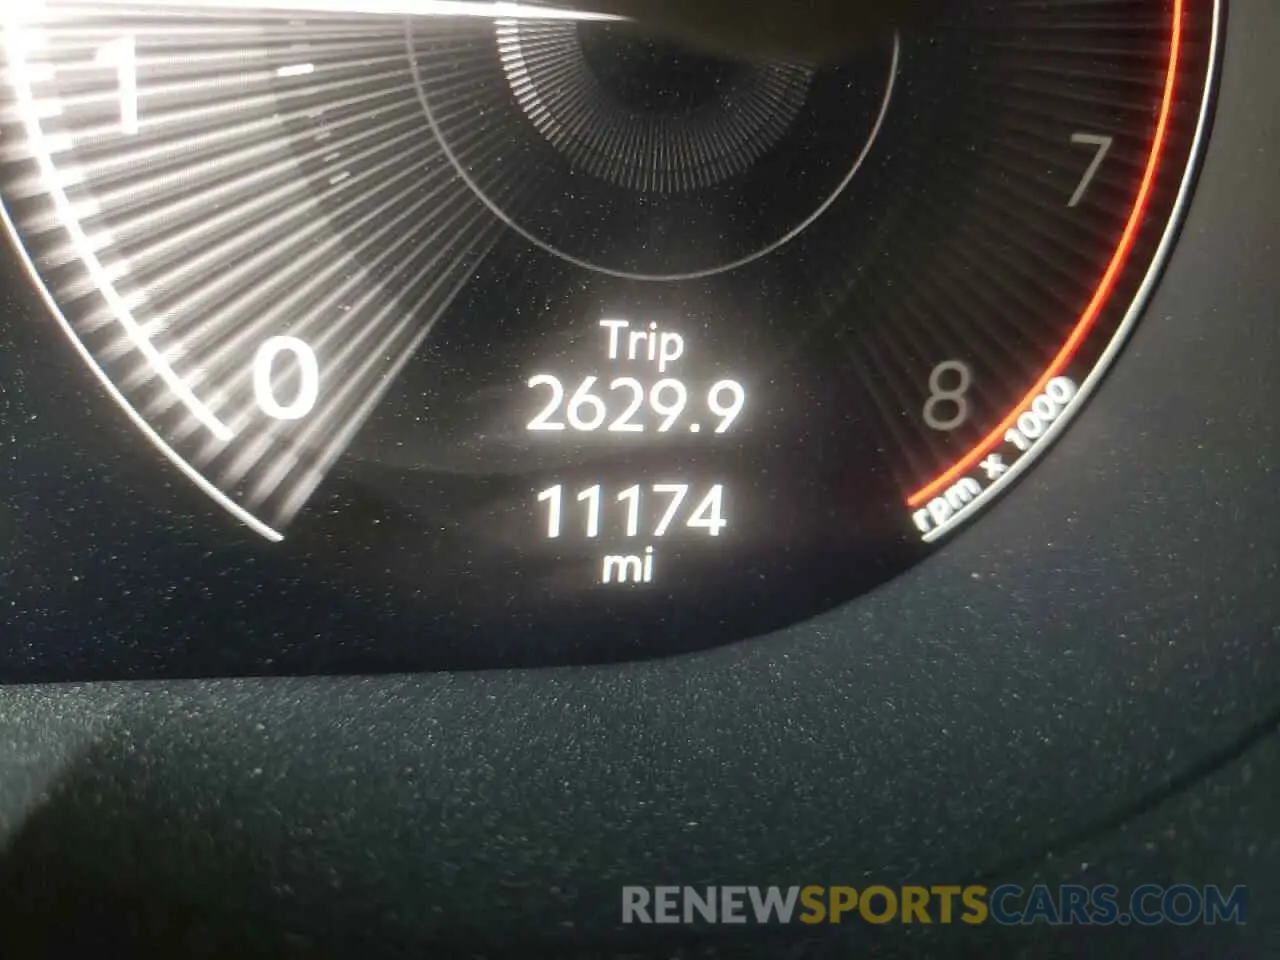 1
7
0
8
rpm x 1000
Trip
2629.9
11174
mi
RENEWSPORTSCARS.COM